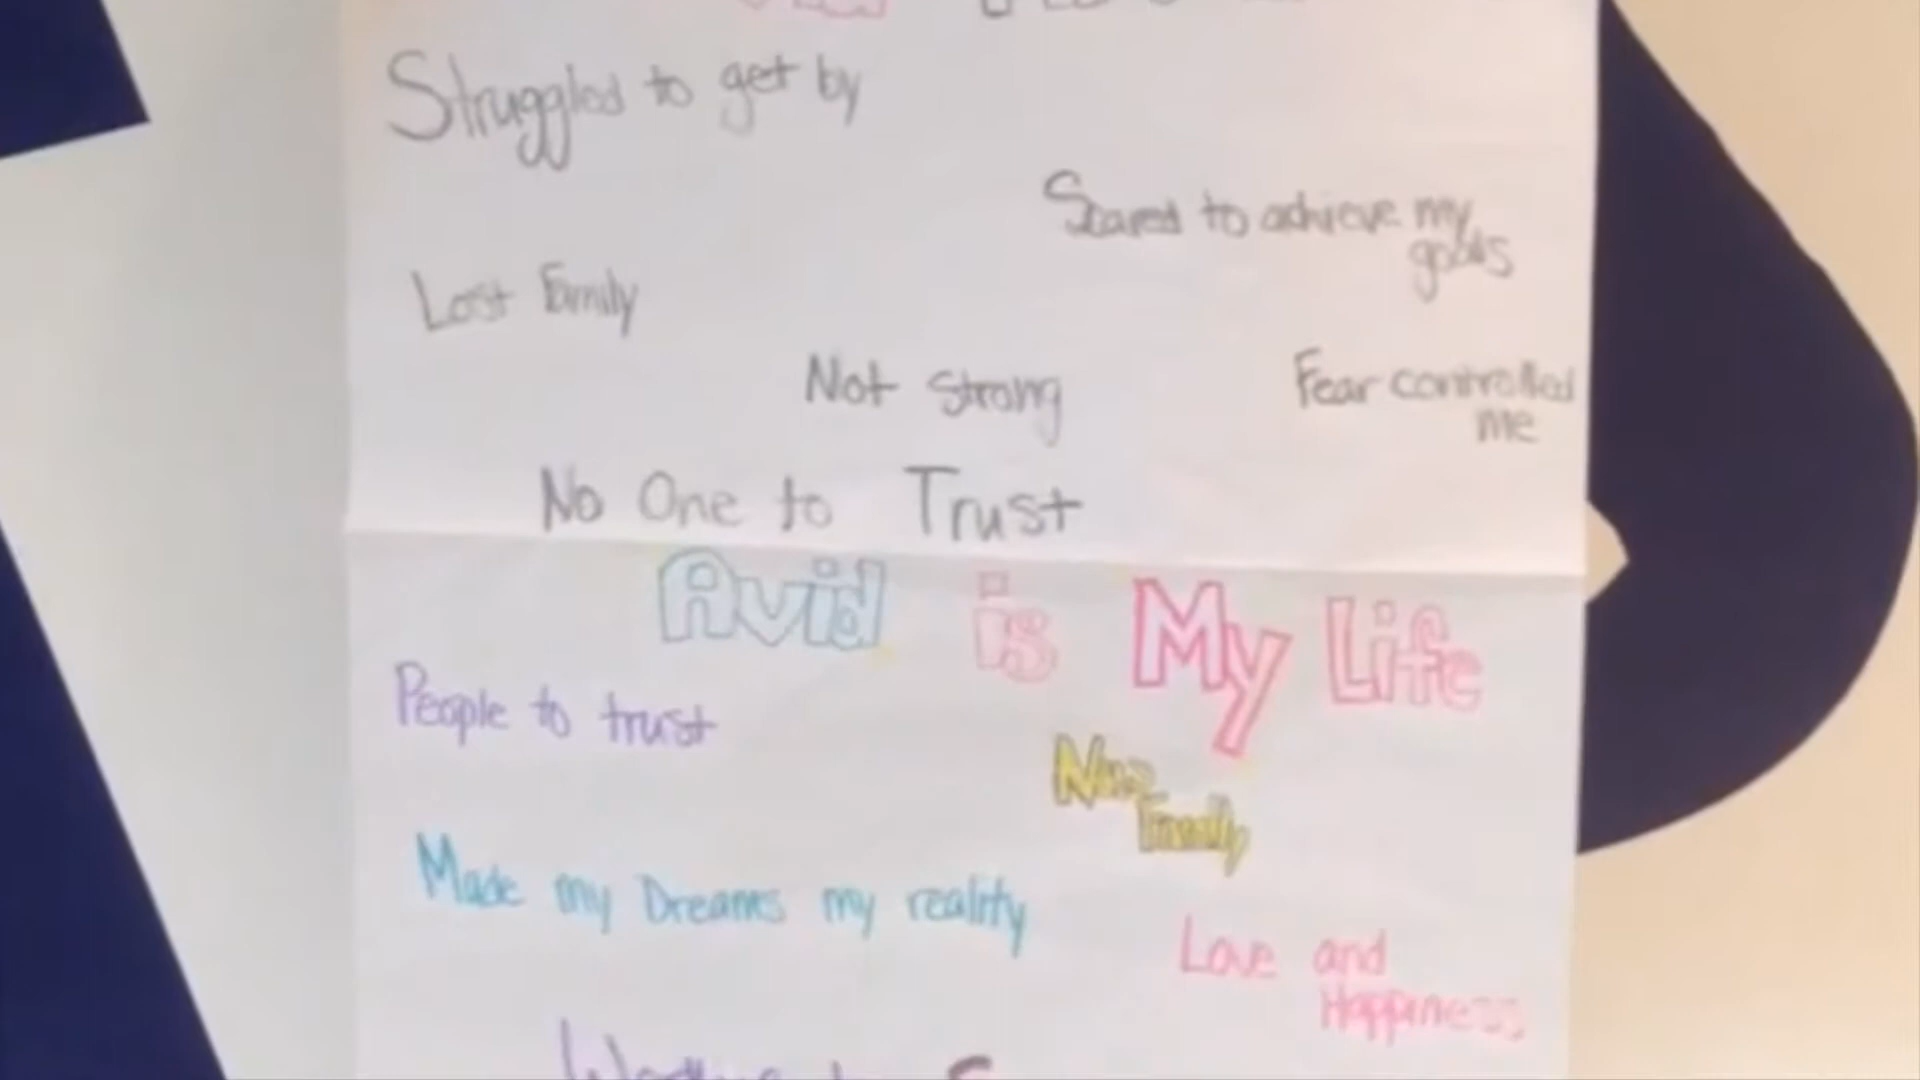 Struggled to get by
Scared to achieve my
goals
Lost Family
Not Strong
Fear controlled
me
No One to Trust
Avid is My Life
People to trust
New
Family
Made my Dreams my reality
Love and
Happiness